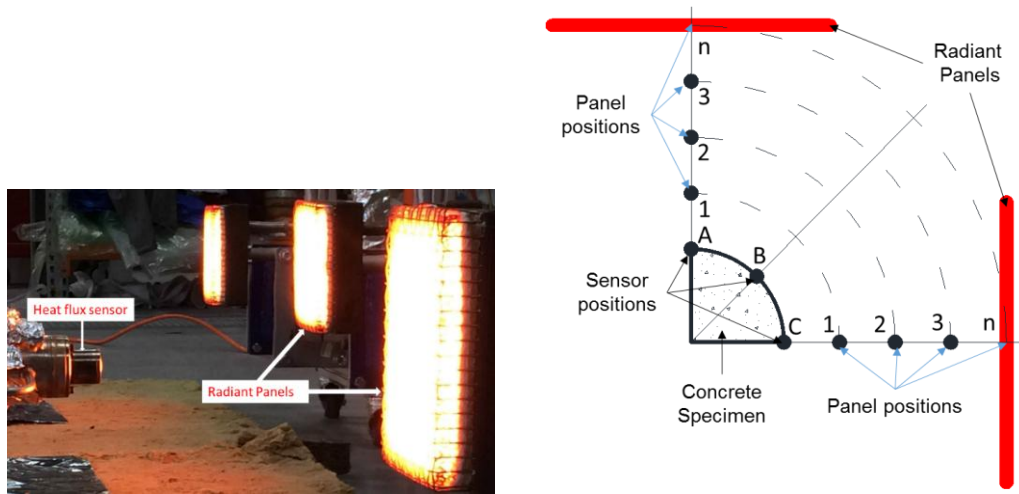 Heat flux sensor
Radiant Panels
n
Radiant
Panels
Panel
positions
3
2
1
A
B
Sensor
positions
C
1
2
3
n
Concrete
Specimen
Panel positions